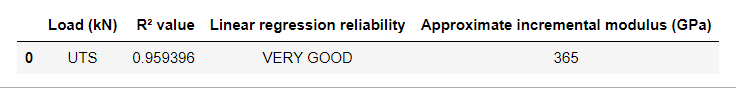 Load (kN) R² value Linear regression reliability Approximate incremental modulus (GPa)
0 UTS 0.959396 VERY GOOD 365